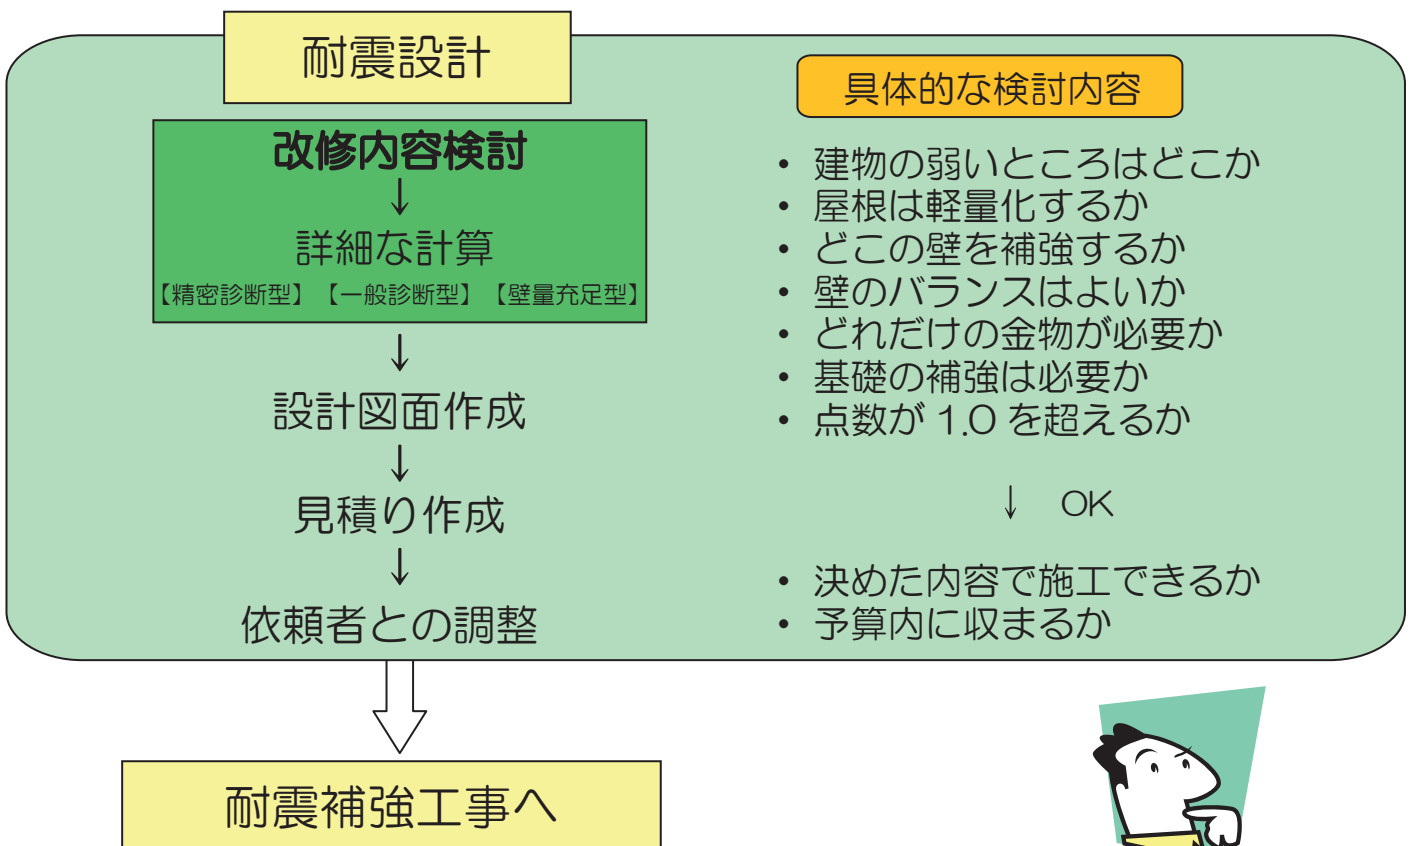 耐震設計
改修内容検討
↓
詳細な計算
【精密診断型】【一般診断型】【壁量充足型】
↓
設計図面作成
↓
見積り作成
↓
依頼者との調整
具体的な検討内容
・ 建物の弱いところはどこか
・ 屋根は軽量化するか
・ どこの壁を補強するか
・ 壁のバランスはよいか
・ どれだけの金物が必要か
・ 基礎の補強は必要か
・ 点数が 1.0 を超えるか
↓ OK
・ 決めた内容で施工できるか
・ 予算内に収まるか
耐震補強工事へ